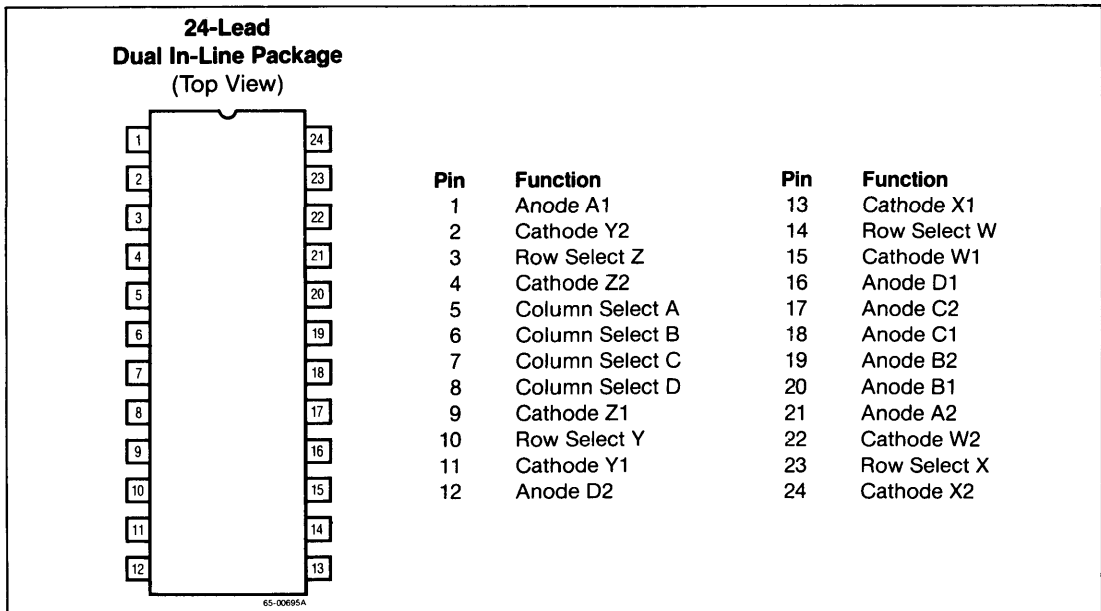 24-Lead
Dual In-Line Package
(Top View)
1 24
2 23
3 22
4 21
5 20
6 19
7 18
8 17
9 16
10 15
11 14
12 13
65-00695A
Pin Function Pin Function
1 Anode A1 13 Cathode X1
2 Cathode Y2 14 Row Select W
3 Row Select Z 15 Cathode W1
4 Cathode Z2 16 Anode D1
5 Column Select A 17 Anode C2
6 Column Select B 18 Anode C1
7 Column Select C 19 Anode B2
8 Column Select D 20 Anode B1
9 Cathode Z1 21 Anode A2
10 Row Select Y 22 Cathode W2
11 Cathode Y1 23 Row Select X
12 Anode D2 24 Cathode X2